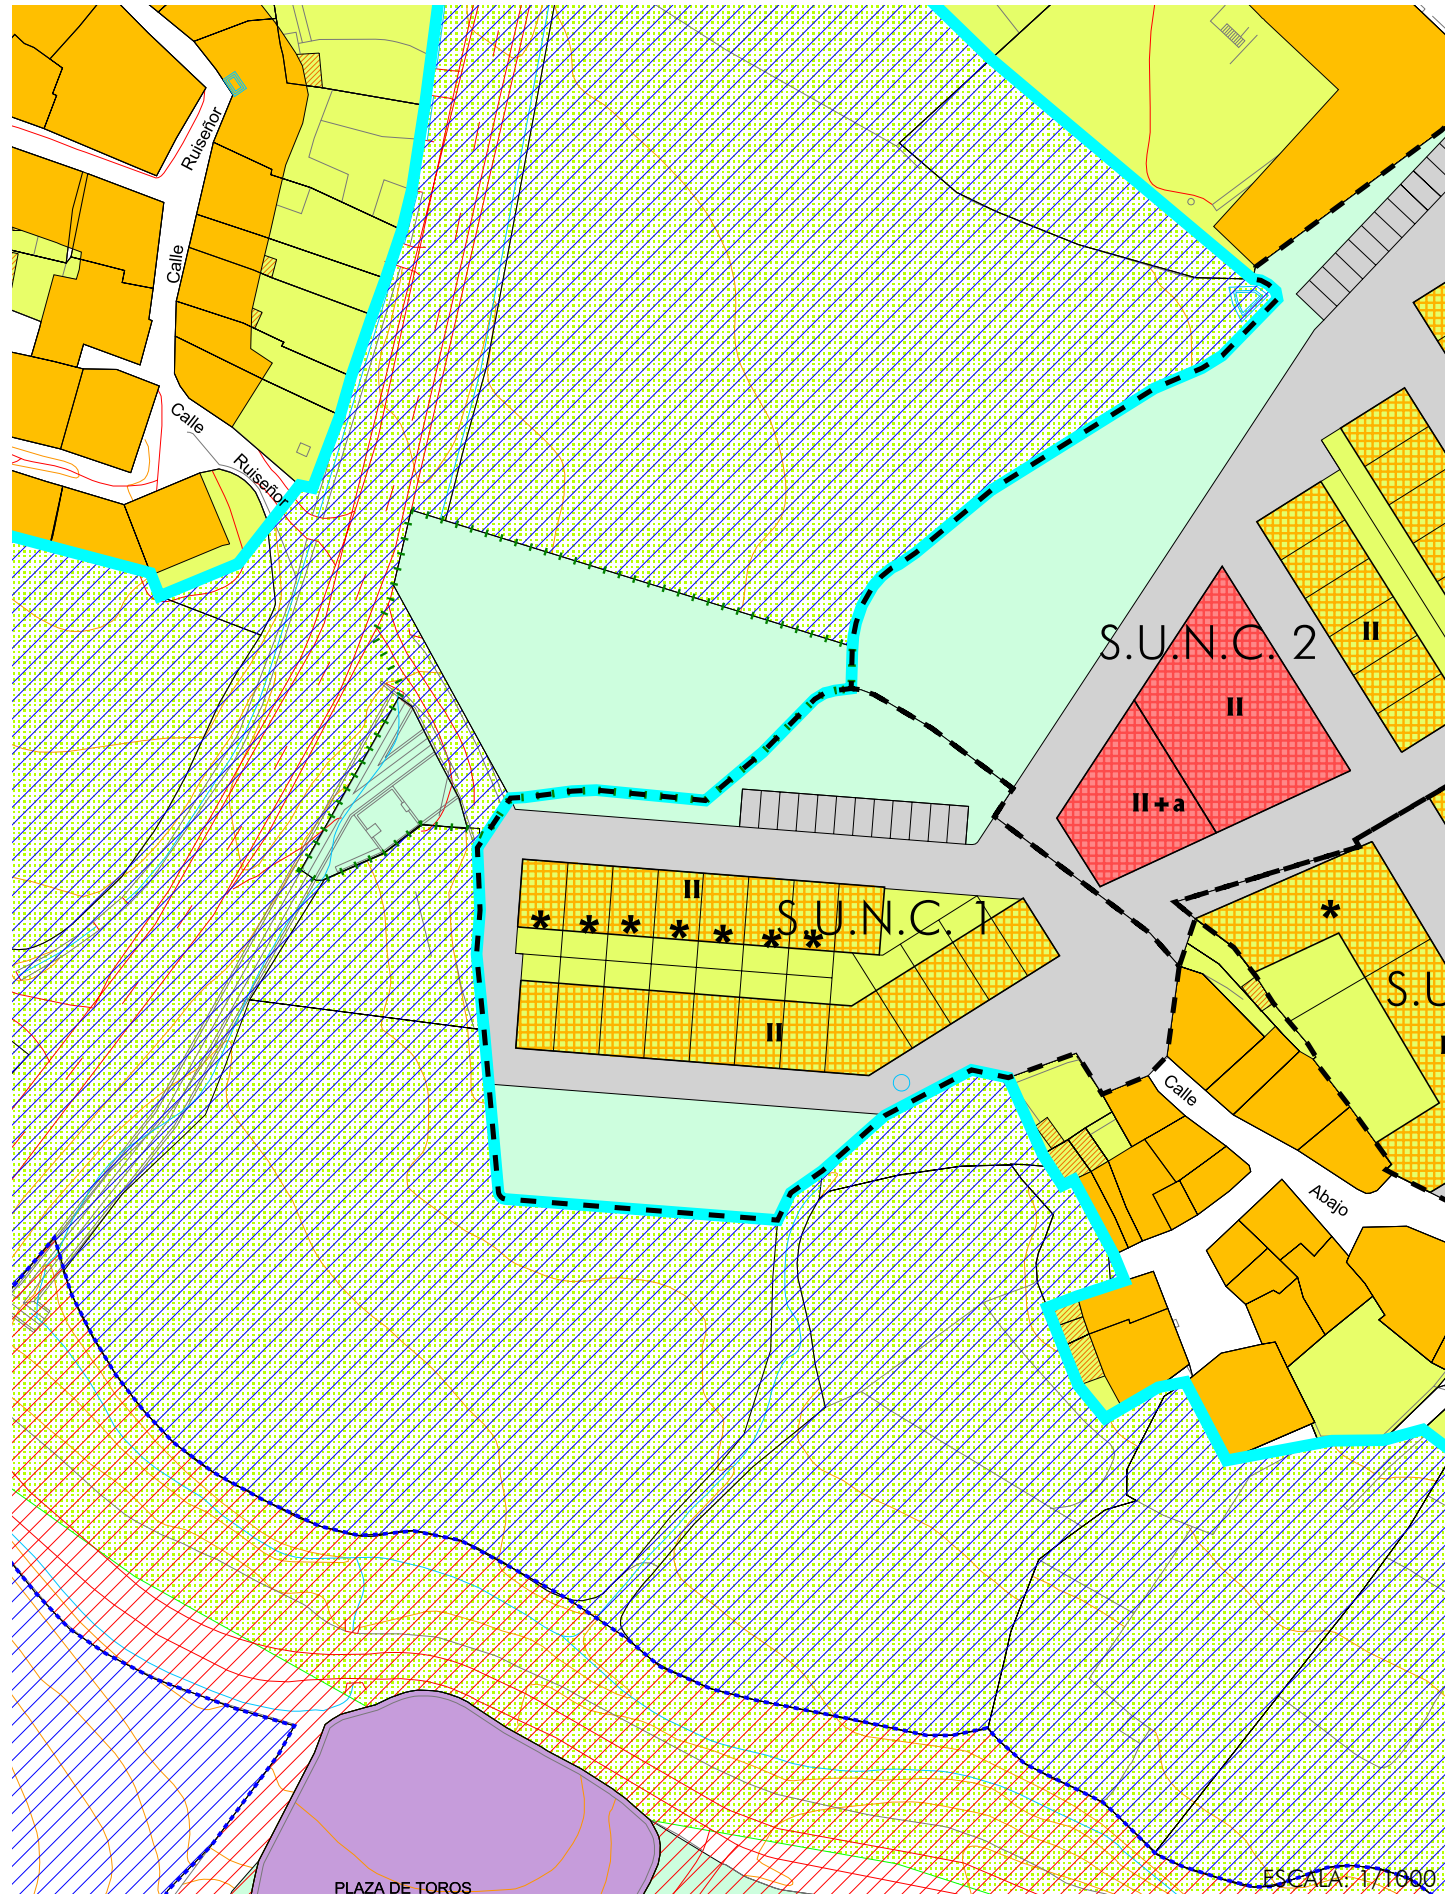 Ruiseñor
Calle
Calle
Ruiseñor
S.U.N.C. 2
II
II
II+a
II
* * * * * * *
S.U.N.C. 1
*
S.U
II
Calle
Abajo
PLAZA DE TOROS
ESCALA: 1/1000